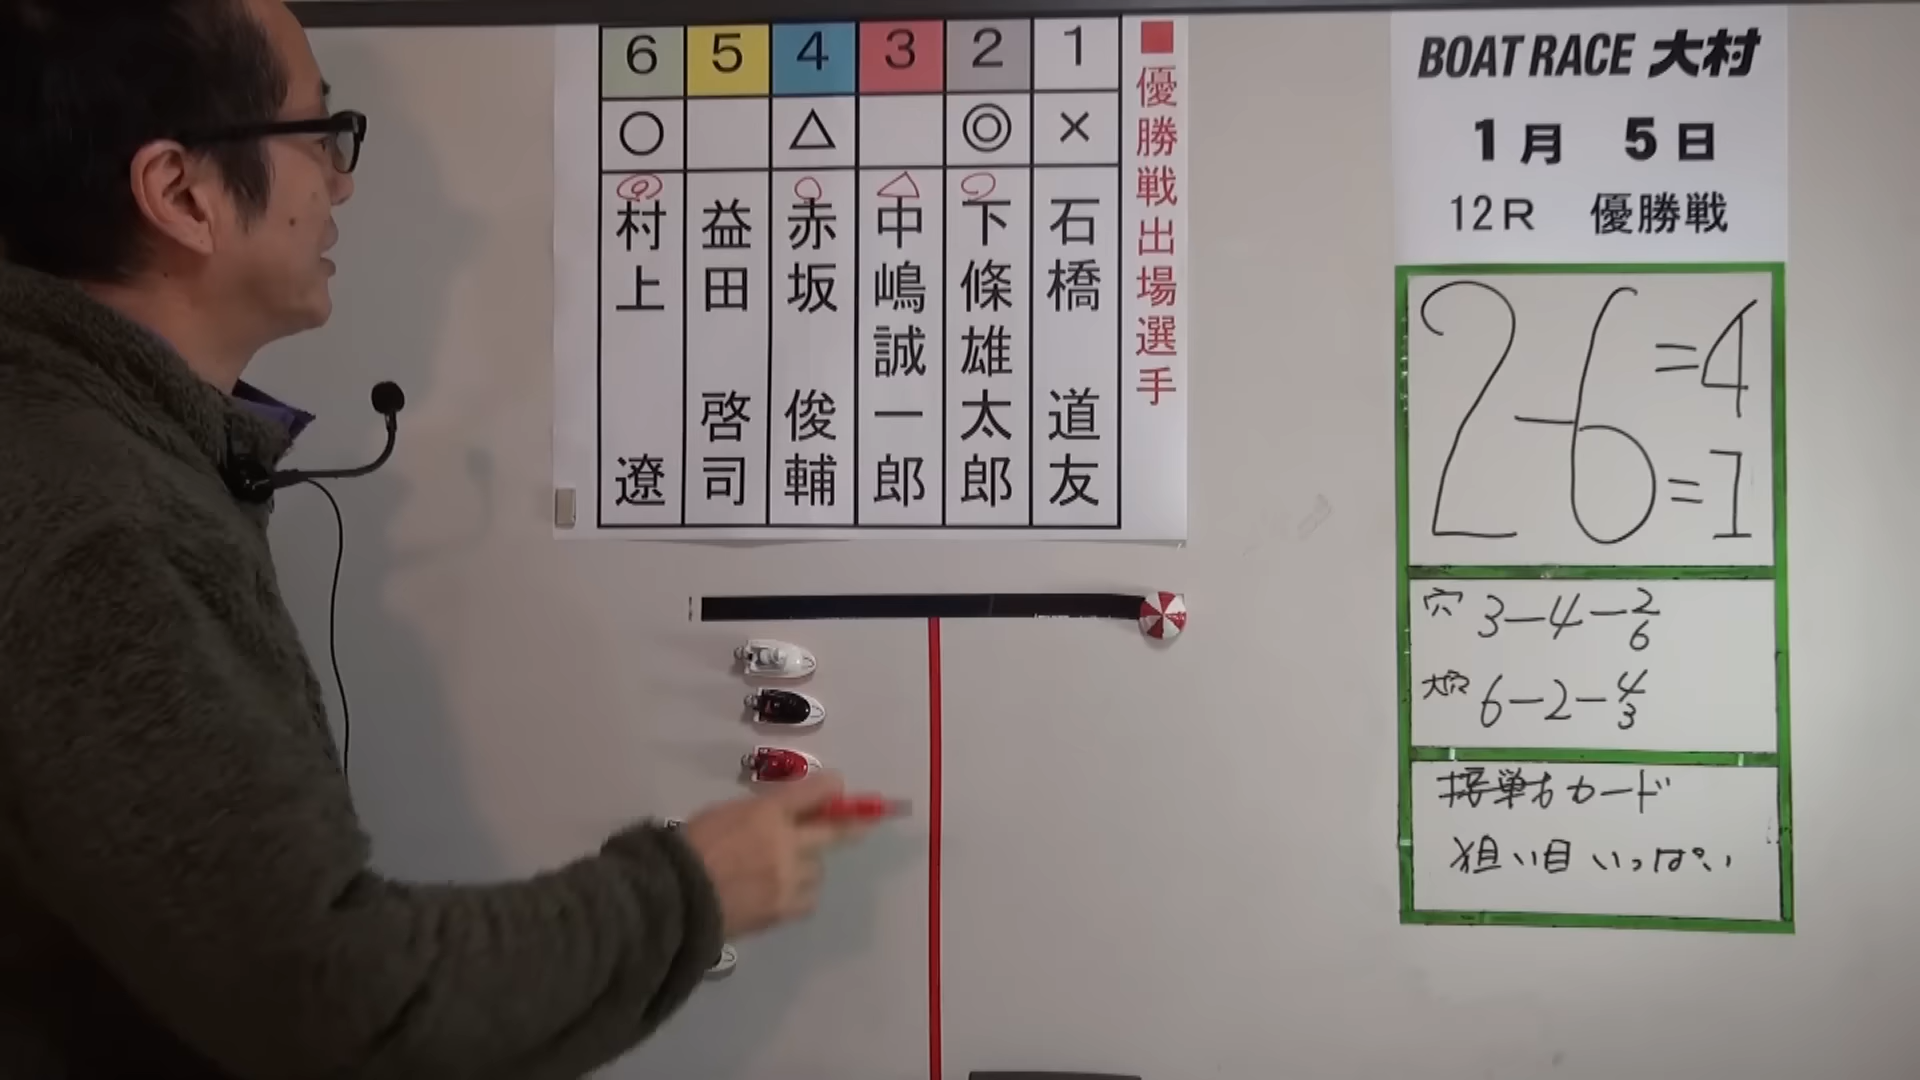 ■優勝戦出場選手
1 × 石橋 道友
2 ◎ 下條雄太郎
3 中嶋誠一郎
4 △ 赤坂 俊輔
5 益田 啓司
6 ○ 村上 遼
BOAT RACE 大村
1月 5日
12R 優勝戦
2-6=4
=1
穴 3-4-2
6
大穴 6-2-4
3
接戦カード
狙い目いっぱい